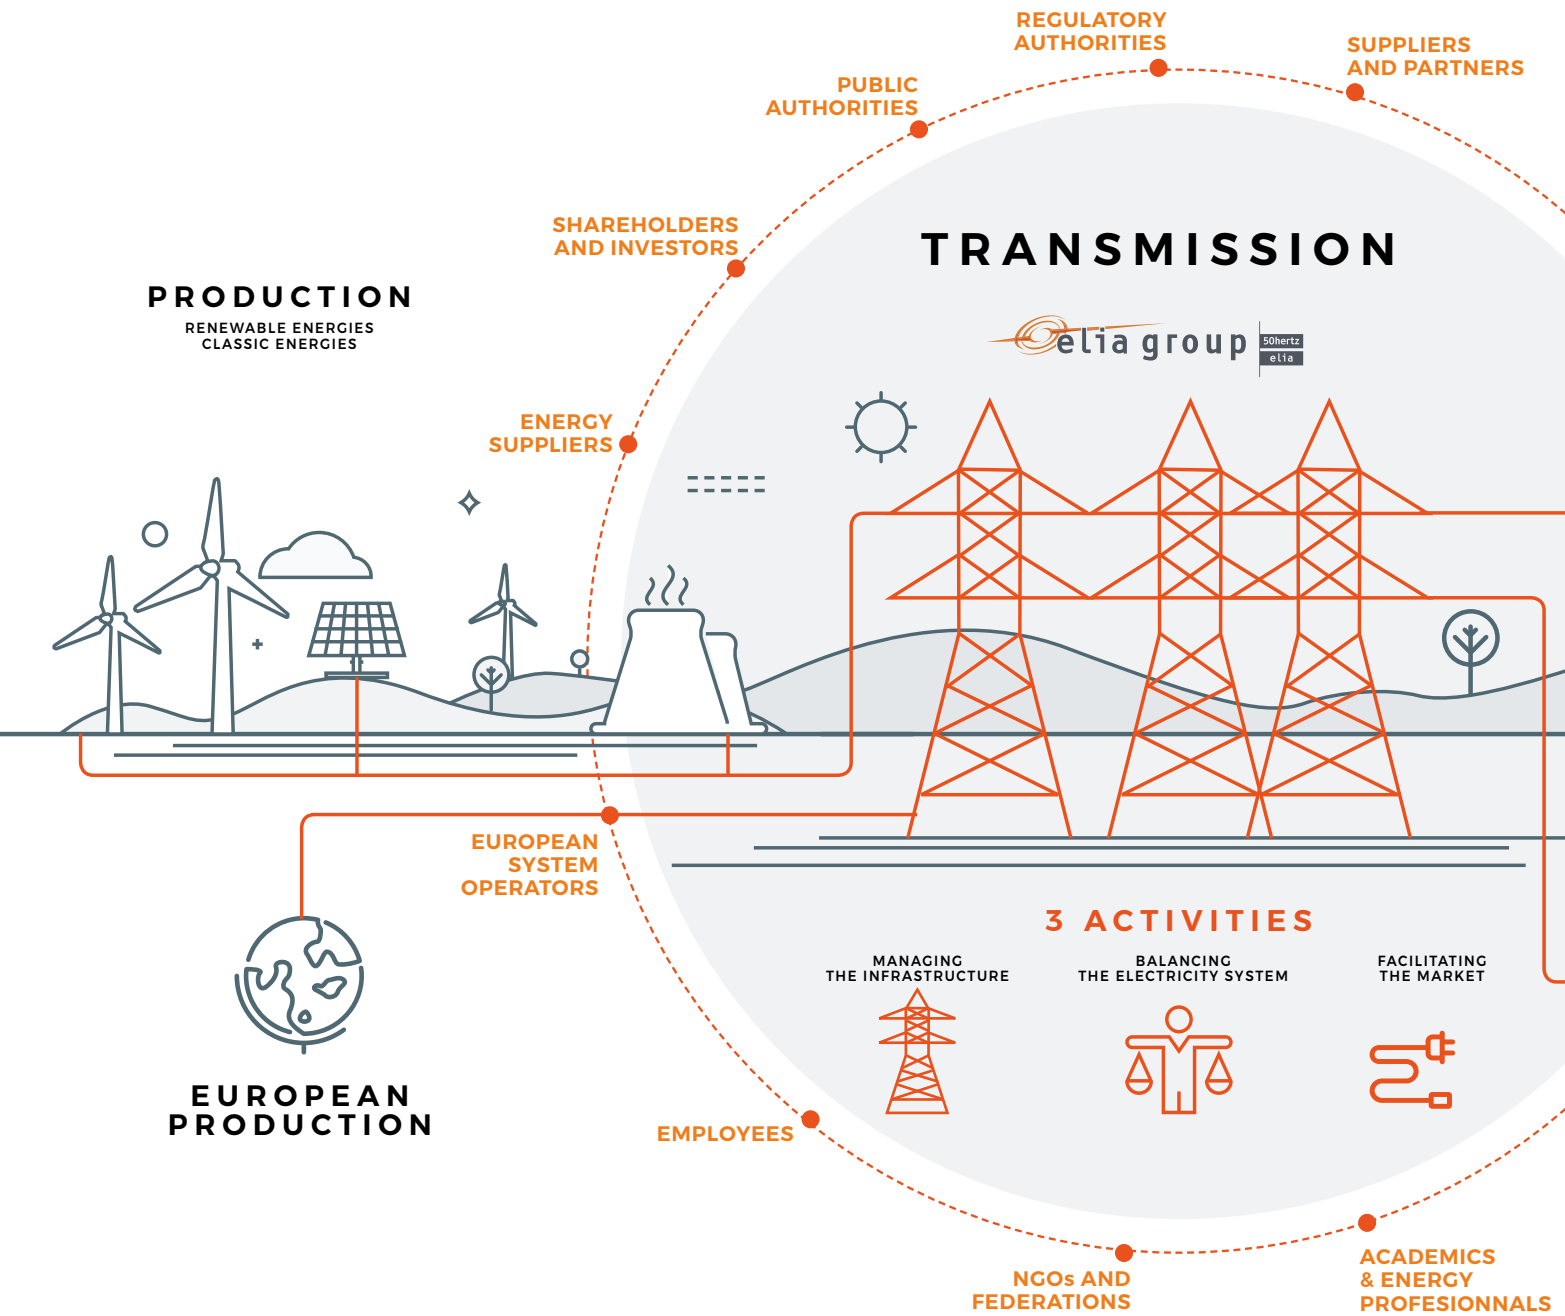 REGULATORY
AUTHORITIES
SUPPLIERS
AND PARTNERS
PUBLIC
AUTHORITIES
SHAREHOLDERS
AND INVESTORS
TRANSMISSION
elia group
50hertz
elia
PRODUCTION
RENEWABLE ENERGIES
CLASSIC ENERGIES
ENERGY
SUPPLIERS
EUROPEAN
SYSTEM
OPERATORS
3 ACTIVITIES
MANAGING
THE INFRASTRUCTURE
BALANCING
THE ELECTRICITY SYSTEM
FACILITATING
THE MARKET
EUROPEAN
PRODUCTION
EMPLOYEES
NGOs AND
FEDERATIONS
ACADEMICS
& ENERGY
PROFESIONNALS